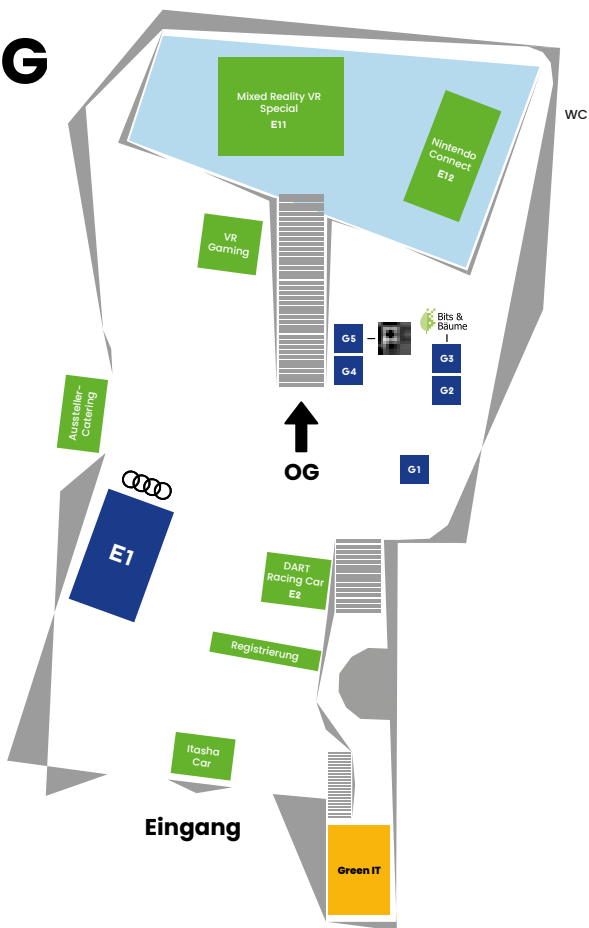 G
Mixed Reality VR
Special
E11
Nintendo
Connect
E12
WC
VR
Gaming
Bits &
Bäume
G5
G3
G4
G2
Aussteller-
Catering
OG
G1
E1
DART
Racing Car
E2
Registrierung
Itasha
Car
Eingang
Green IT